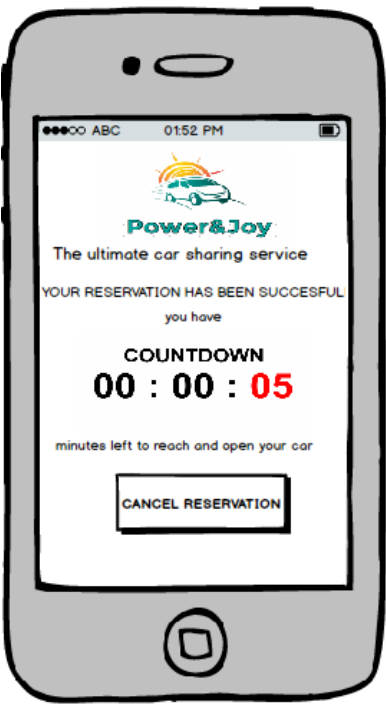 ABC 01:52 PM
Power&Joy
The ultimate car sharing service
YOUR RESERVATION HAS BEEN SUCCESFUL
you have
COUNTDOWN
00 : 00 : 05
minutes left to reach and open your car
CANCEL RESERVATION